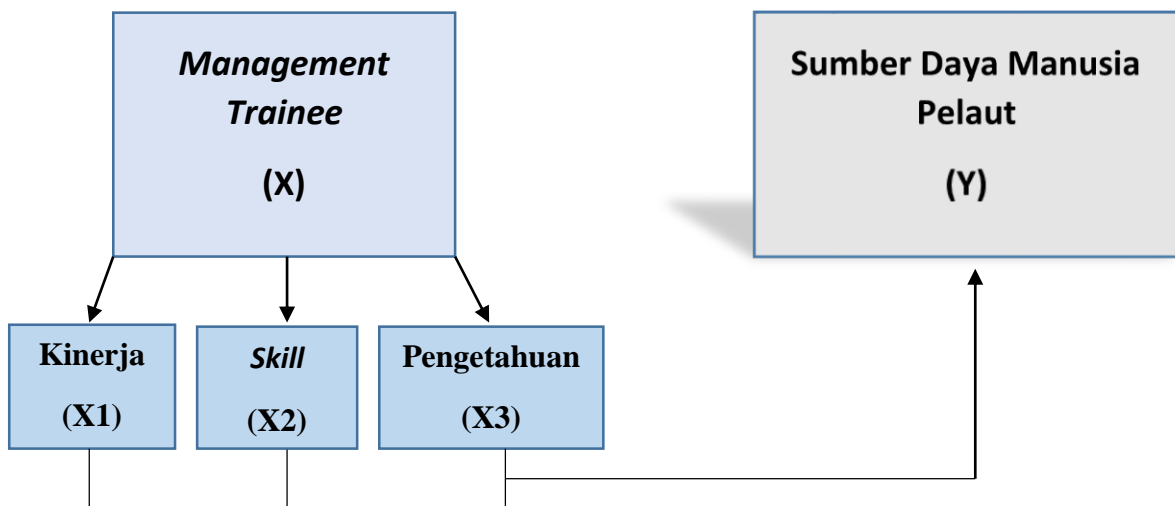 Management
Trainee
(X)
Sumber Daya Manusia
Pelaut
(Y)
Kinerja
(X1)
Skill
(X2)
Pengetahuan
(X3)